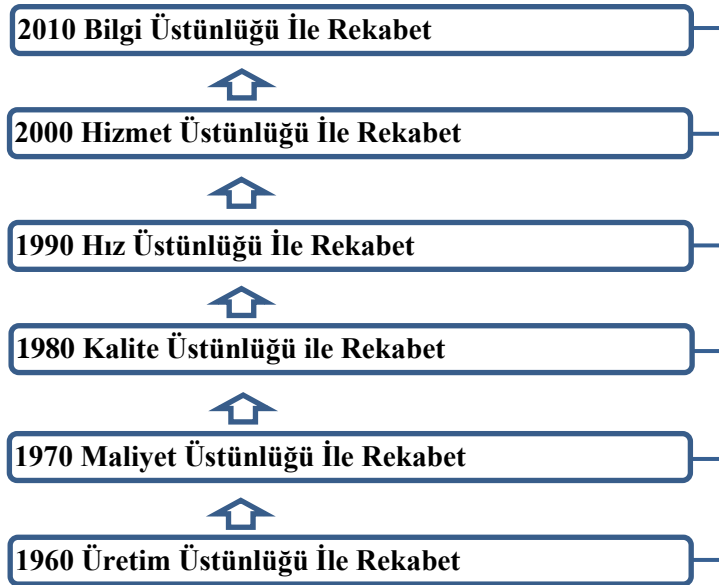 2010 Bilgi Üstünlüğü İle Rekabet
2000 Hizmet Üstünlüğü İle Rekabet
1990 Hız Üstünlüğü İle Rekabet
1980 Kalite Üstünlüğü ile Rekabet
1970 Maliyet Üstünlüğü İle Rekabet
1960 Üretim Üstünlüğü İle Rekabet